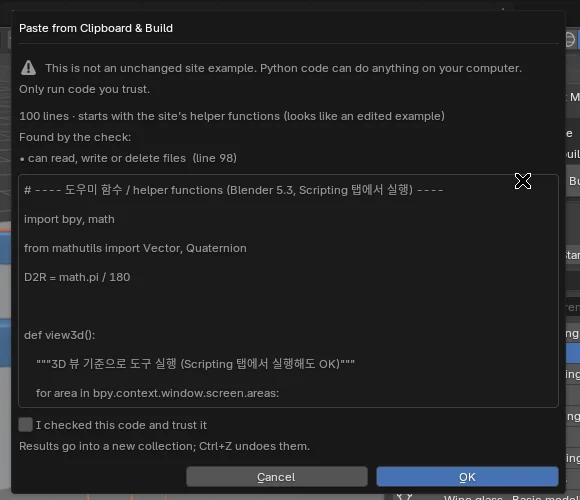 Paste from Clipboard & Build
This is not an unchanged site example. Python code can do anything on your computer.
Only run code you trust.
100 lines · starts with the site's helper functions (looks like an edited example)
Found by the check:
• can read, write or delete files  (line 98)
# ---- 도우미 함수 / helper functions (Blender 5.3, Scripting 탭에서 실행) ----
import bpy, math
from mathutils import Vector, Quaternion
D2R = math.pi / 180
def view3d():
"""3D 뷰 기준으로 도구 실행 (Scripting 탭에서 실행해도 OK)"""
for area in bpy.context.window.screen.areas:
I checked this code and trust it
Results go into a new collection; Ctrl+Z undoes them.
Cancel
OK